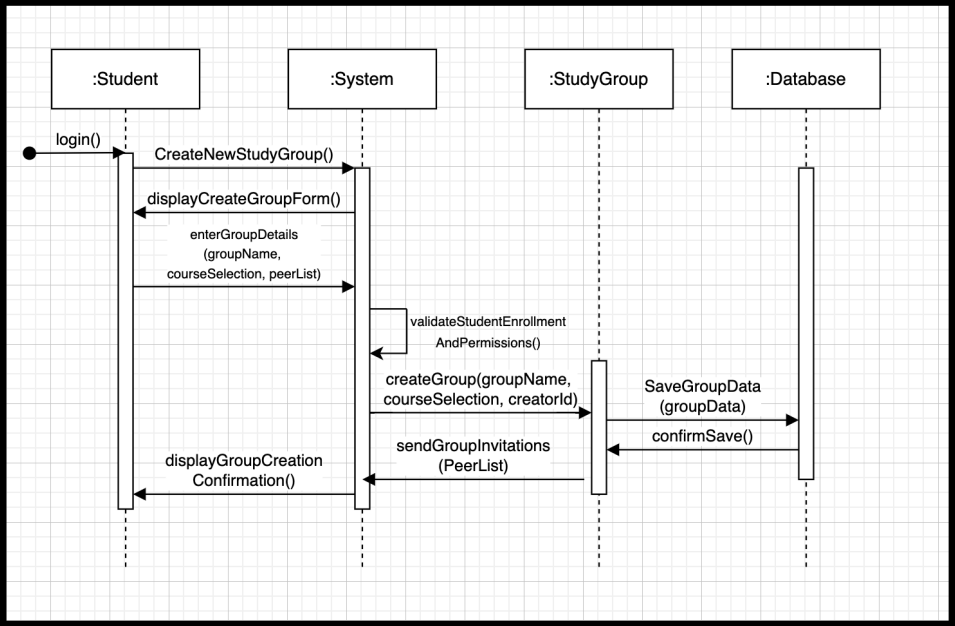 :Student
:System
:StudyGroup
:Database
login()
CreateNewStudyGroup()
displayCreateGroupForm()
enterGroupDetails
(groupName,
courseSelection, peerList)
validateStudentEnrollment
AndPermissions()
createGroup(groupName,
courseSelection, creatorId)
SaveGroupData
(groupData)
confirmSave()
sendGroupInvitations
(PeerList)
displayGroupCreation
Confirmation()